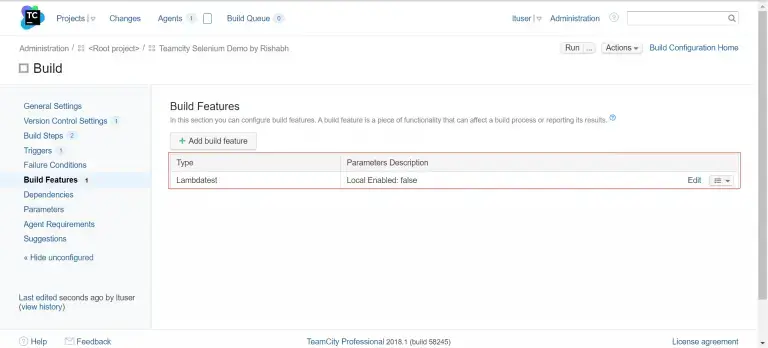 TC
Projects Changes Agents 1 Build Queue 0 ltuser Administration
Administration / <Root project> / Teamcity Selenium Demo by Rishabh Run ... Actions Build Configuration Home
Build
General Settings
Version Control Settings 1
Build Steps 2
Triggers 1
Failure Conditions
Build Features 1
Dependencies
Parameters
Agent Requirements
Suggestions
« Hide unconfigured
Last edited seconds ago by ltuser
(view history)
Build Features
In this section you can configure build features. A build feature is a piece of functionality that can affect a build process or reporting its results. ?
+ Add build feature
Type Parameters Description
Lambdatest Local Enabled: false Edit
? Help Feedback TeamCity Professional 2018.1 (build 58245) License agreement